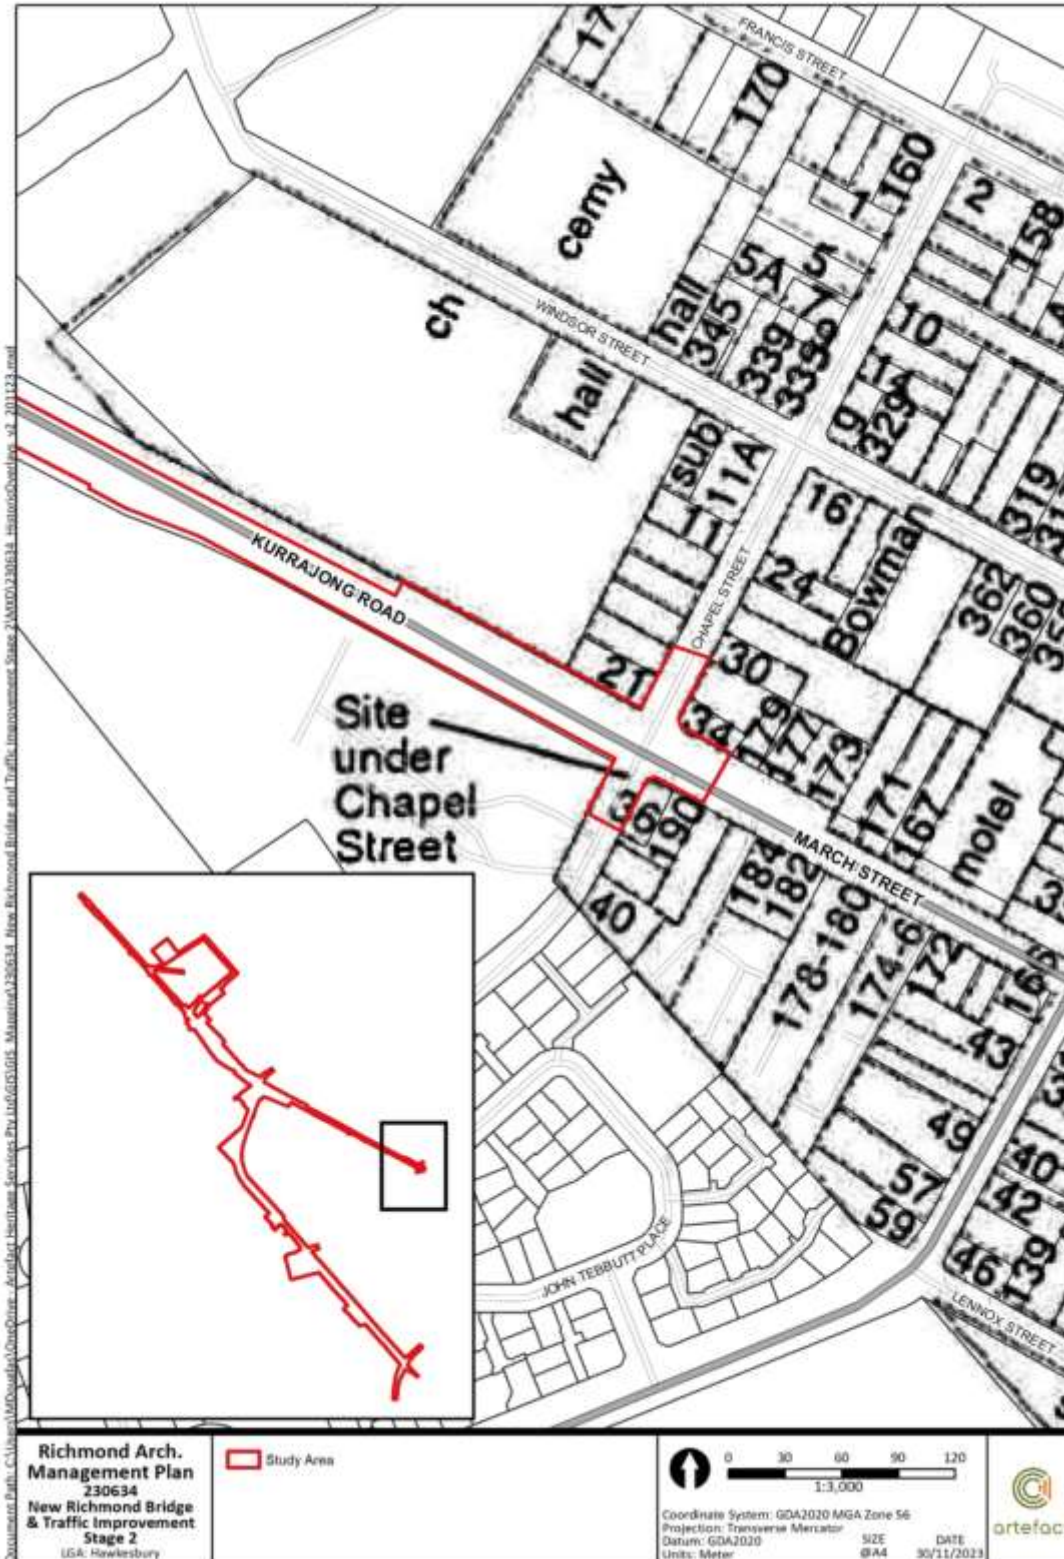 FRANCIS STREET
170
160
1
2
158
cemy
5
5A
7
hall
345
339
335
9
10
14
9
329
319
ch
WINDSOR STREET
hall
sub
11A
11
16
24
Bowman
362
360
CHAPEL STREET
KURRAJONG ROAD
21
30
34
179
177
173
171
167
motel
Site
under
Chapel
Street
36
190
MARCH STREET
184
182
178-180
174-6
172
40
43
49
57
59
40
42
46
139
JOHN TEBBUTT PLACE
LENNOX STREET
Richmond Arch.
Management Plan
230634
New Richmond Bridge
& Traffic Improvement
Stage 2
LGA: Hawkesbury
Study Area
0 30 60 90 120
1:3,000
Coordinate System: GDA2020 MGA Zone 56
Projection: Transverse Mercator
Datum: GDA2020
Units: Meter
SIZE
@A4
DATE
30/11/2023
artefac